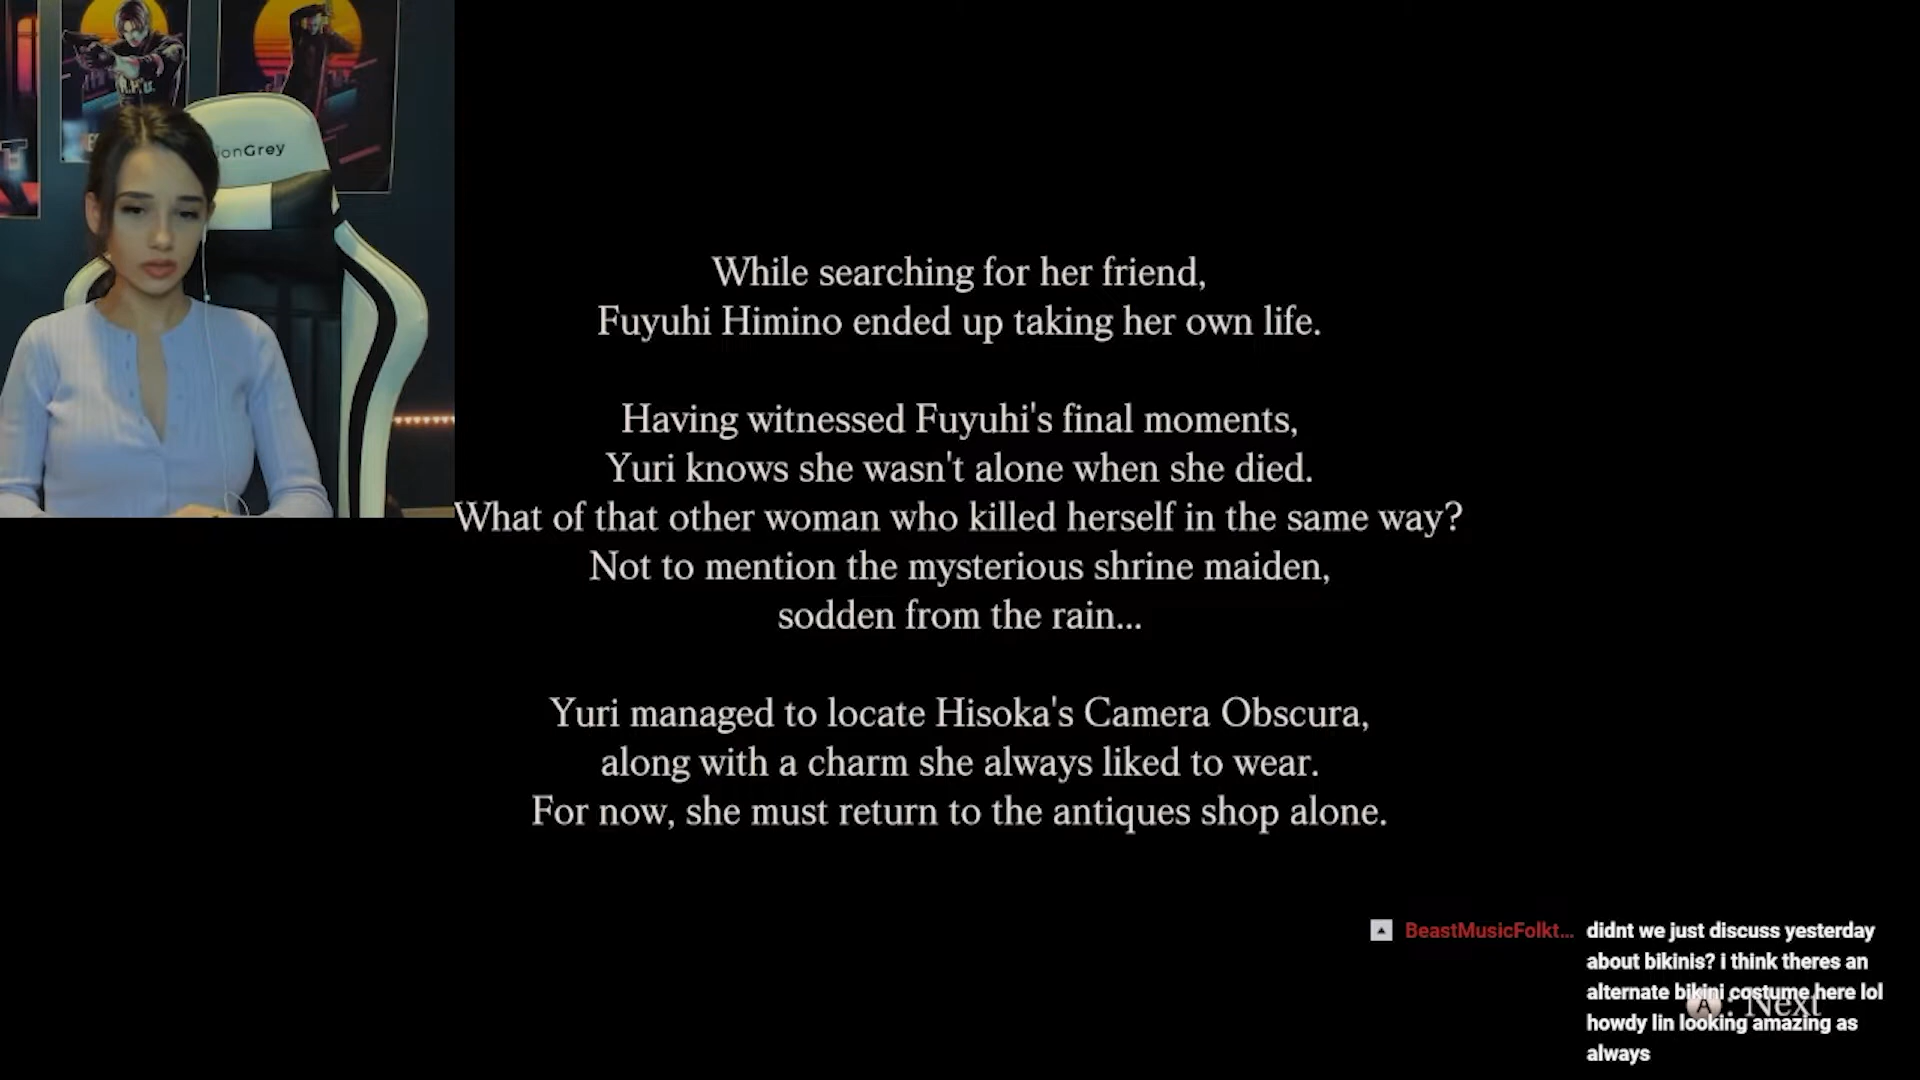 ionGrey
While searching for her friend,
Fuyuhi Himino ended up taking her own life.
Having witnessed Fuyuhi's final moments,
Yuri knows she wasn't alone when she died.
What of that other woman who killed herself in the same way?
Not to mention the mysterious shrine maiden,
sodden from the rain...
Yuri managed to locate Hisoka's Camera Obscura,
along with a charm she always liked to wear.
For now, she must return to the antiques shop alone.
BeastMusicFolkt... didnt we just discuss yesterday
about bikinis? i think theres an
alternate bikini costume here lol
howdy lin looking amazing as
always
A : Next